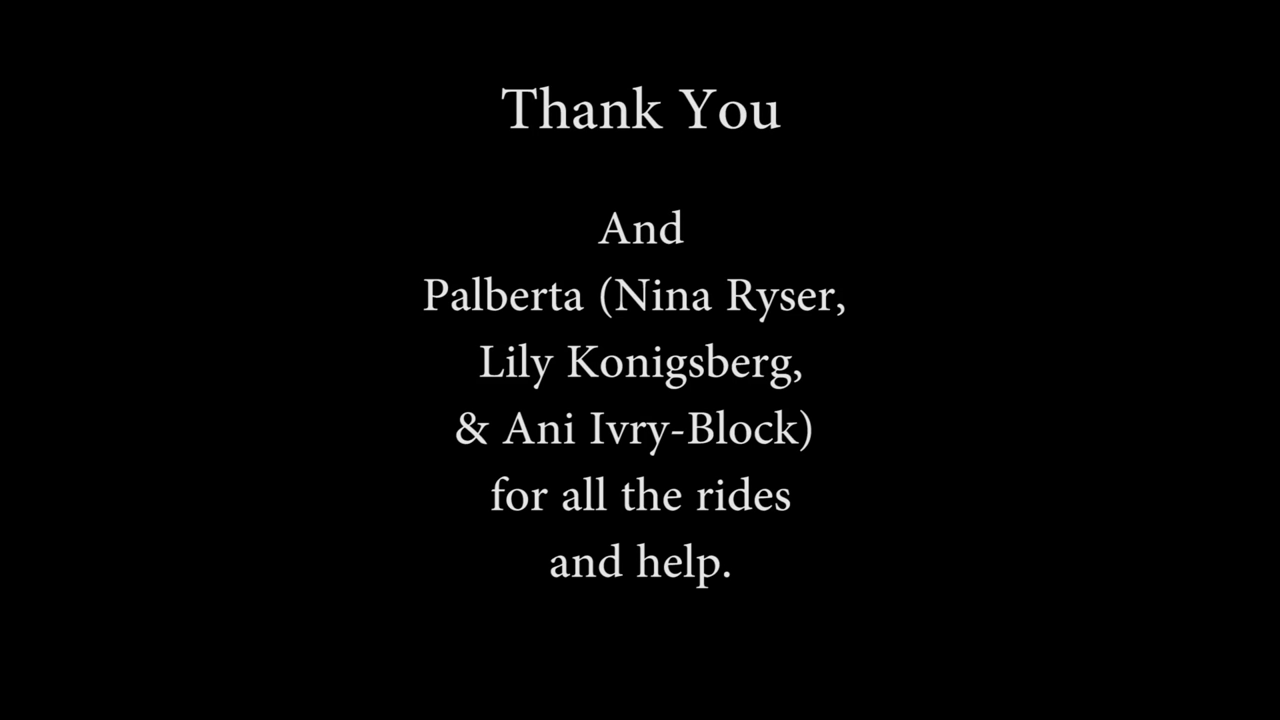 Thank You
And
Palberta (Nina Ryser,
Lily Konigsberg,
& Ani Ivry-Block)
for all the rides
and help.